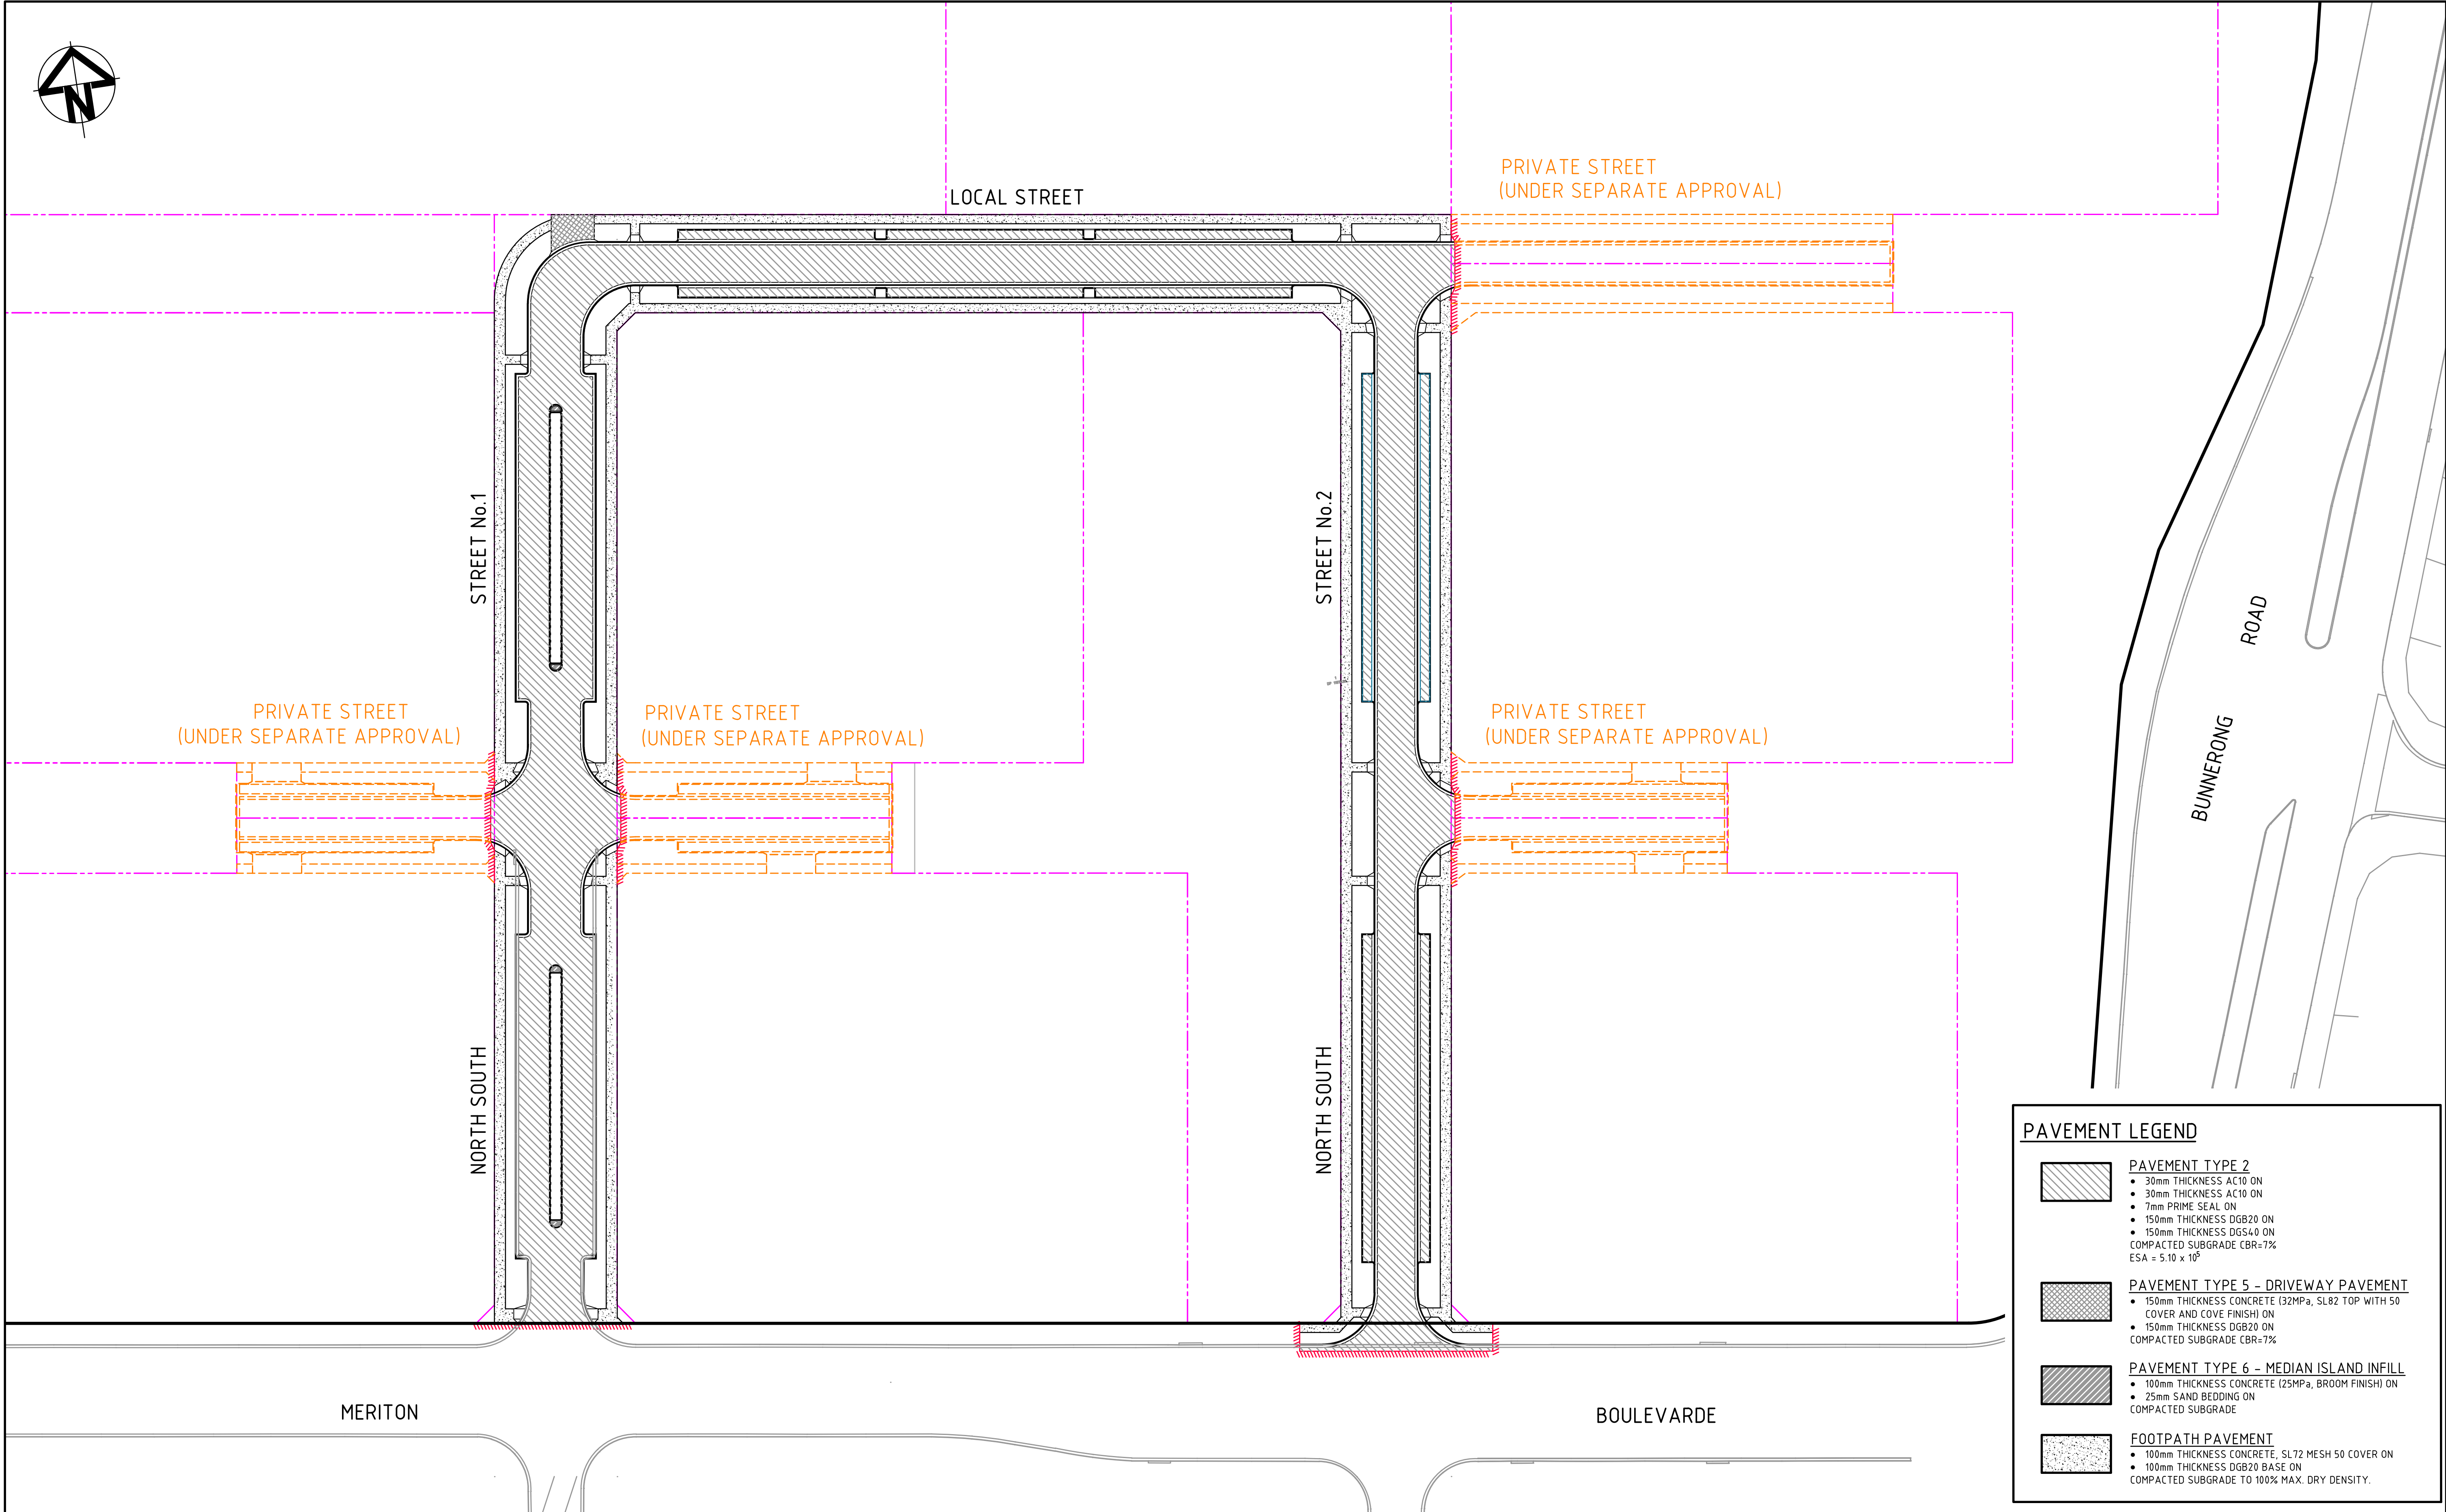 N
LOCAL STREET
PRIVATE STREET
(UNDER SEPARATE APPROVAL)
STREET No.1
STREET No.2
BUNNERONG ROAD
PRIVATE STREET
(UNDER SEPARATE APPROVAL)
PRIVATE STREET
(UNDER SEPARATE APPROVAL)
PRIVATE STREET
(UNDER SEPARATE APPROVAL)
NORTH SOUTH
NORTH SOUTH
MERITON
BOULEVARDE
PAVEMENT LEGEND
PAVEMENT TYPE 2
• 30mm THICKNESS AC10 ON
• 30mm THICKNESS AC10 ON
• 7mm PRIME SEAL ON
• 150mm THICKNESS DGB20 ON
• 150mm THICKNESS DGS40 ON
COMPACTED SUBGRADE CBR=7%
ESA = 5.10 x 10⁵
PAVEMENT TYPE 5 - DRIVEWAY PAVEMENT
• 150mm THICKNESS CONCRETE (32MPa, SL82 TOP WITH 50
COVER AND COVE FINISH) ON
• 150mm THICKNESS DGB20 ON
COMPACTED SUBGRADE CBR=7%
PAVEMENT TYPE 6 - MEDIAN ISLAND INFILL
• 100mm THICKNESS CONCRETE (25MPa, BROOM FINISH) ON
• 25mm SAND BEDDING ON
COMPACTED SUBGRADE
FOOTPATH PAVEMENT
• 100mm THICKNESS CONCRETE, SL72 MESH 50 COVER ON
• 100mm THICKNESS DGB20 BASE ON
COMPACTED SUBGRADE TO 100% MAX. DRY DENSITY.